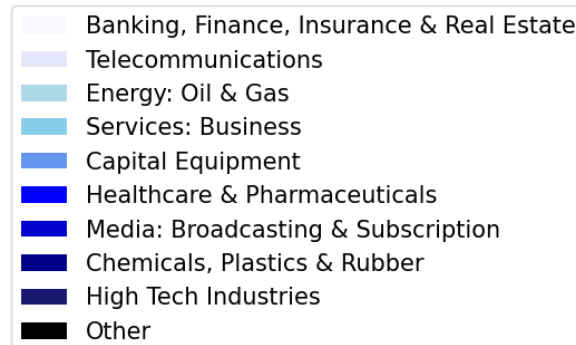 Banking, Finance, Insurance & Real Estate
Telecommunications
Energy: Oil & Gas
Services: Business
Capital Equipment
Healthcare & Pharmaceuticals
Media: Broadcasting & Subscription
Chemicals, Plastics & Rubber
High Tech Industries
Other